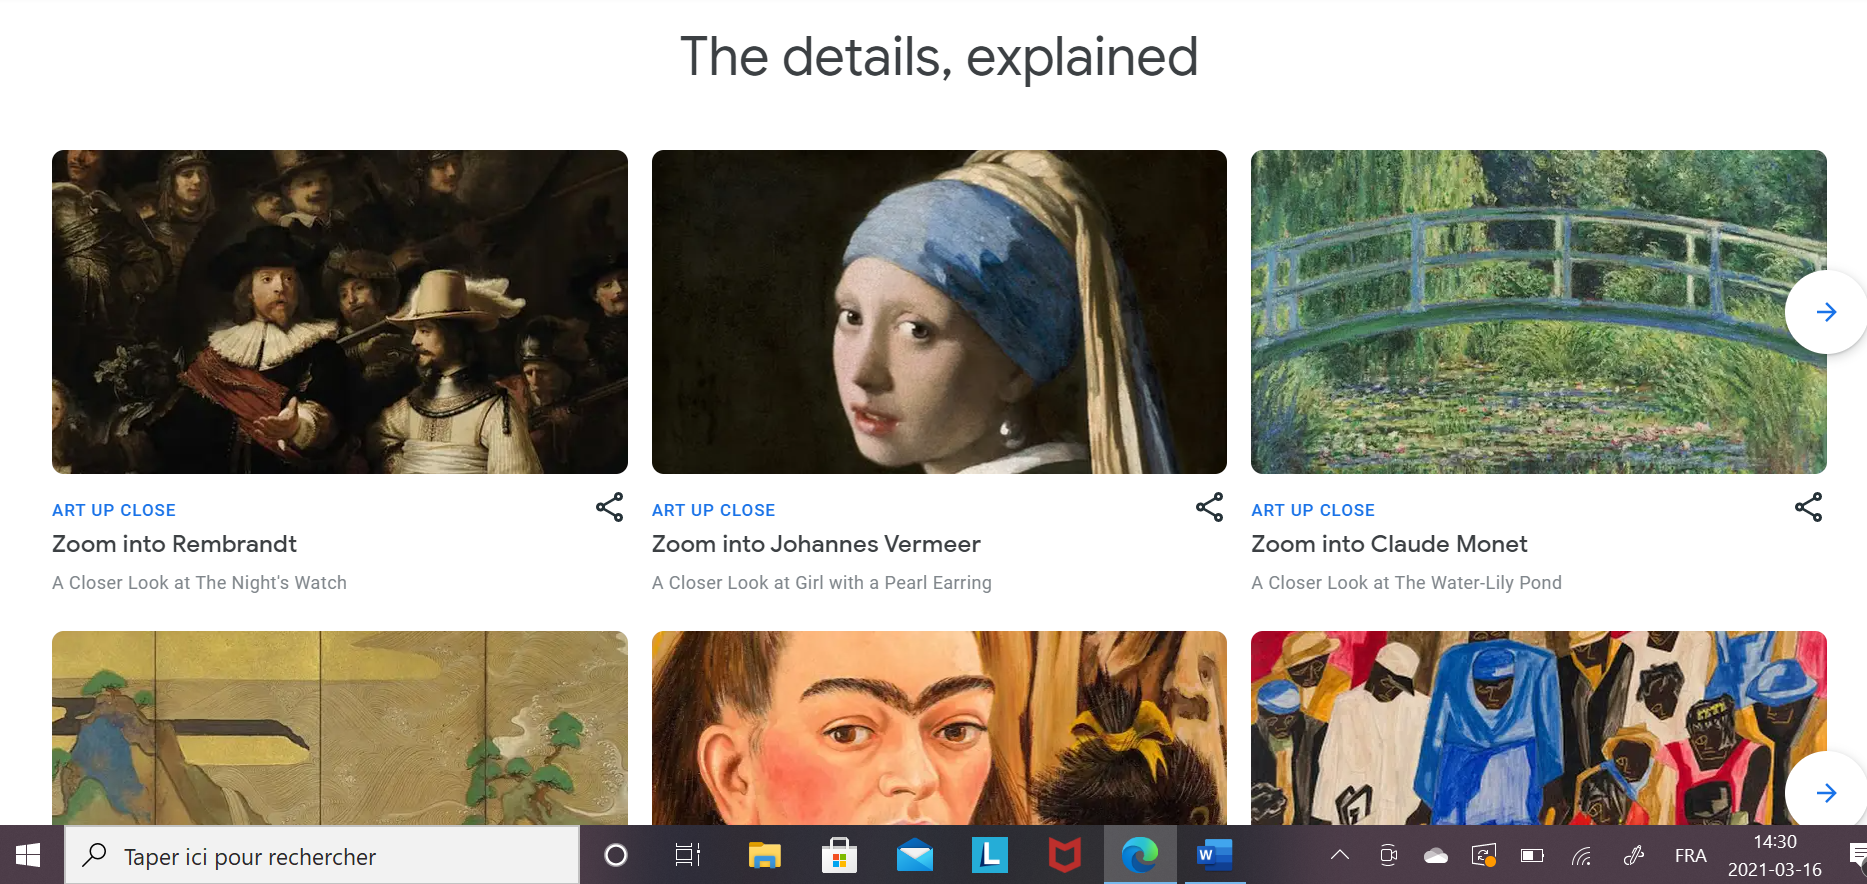 The details, explained
ART UP CLOSE
Zoom into Rembrandt
A Closer Look at The Night's Watch
ART UP CLOSE
Zoom into Johannes Vermeer
A Closer Look at Girl with a Pearl Earring
ART UP CLOSE
Zoom into Claude Monet
A Closer Look at The Water-Lily Pond
Taper ici pour rechercher
L
W
FRA
14:30
2021-03-16